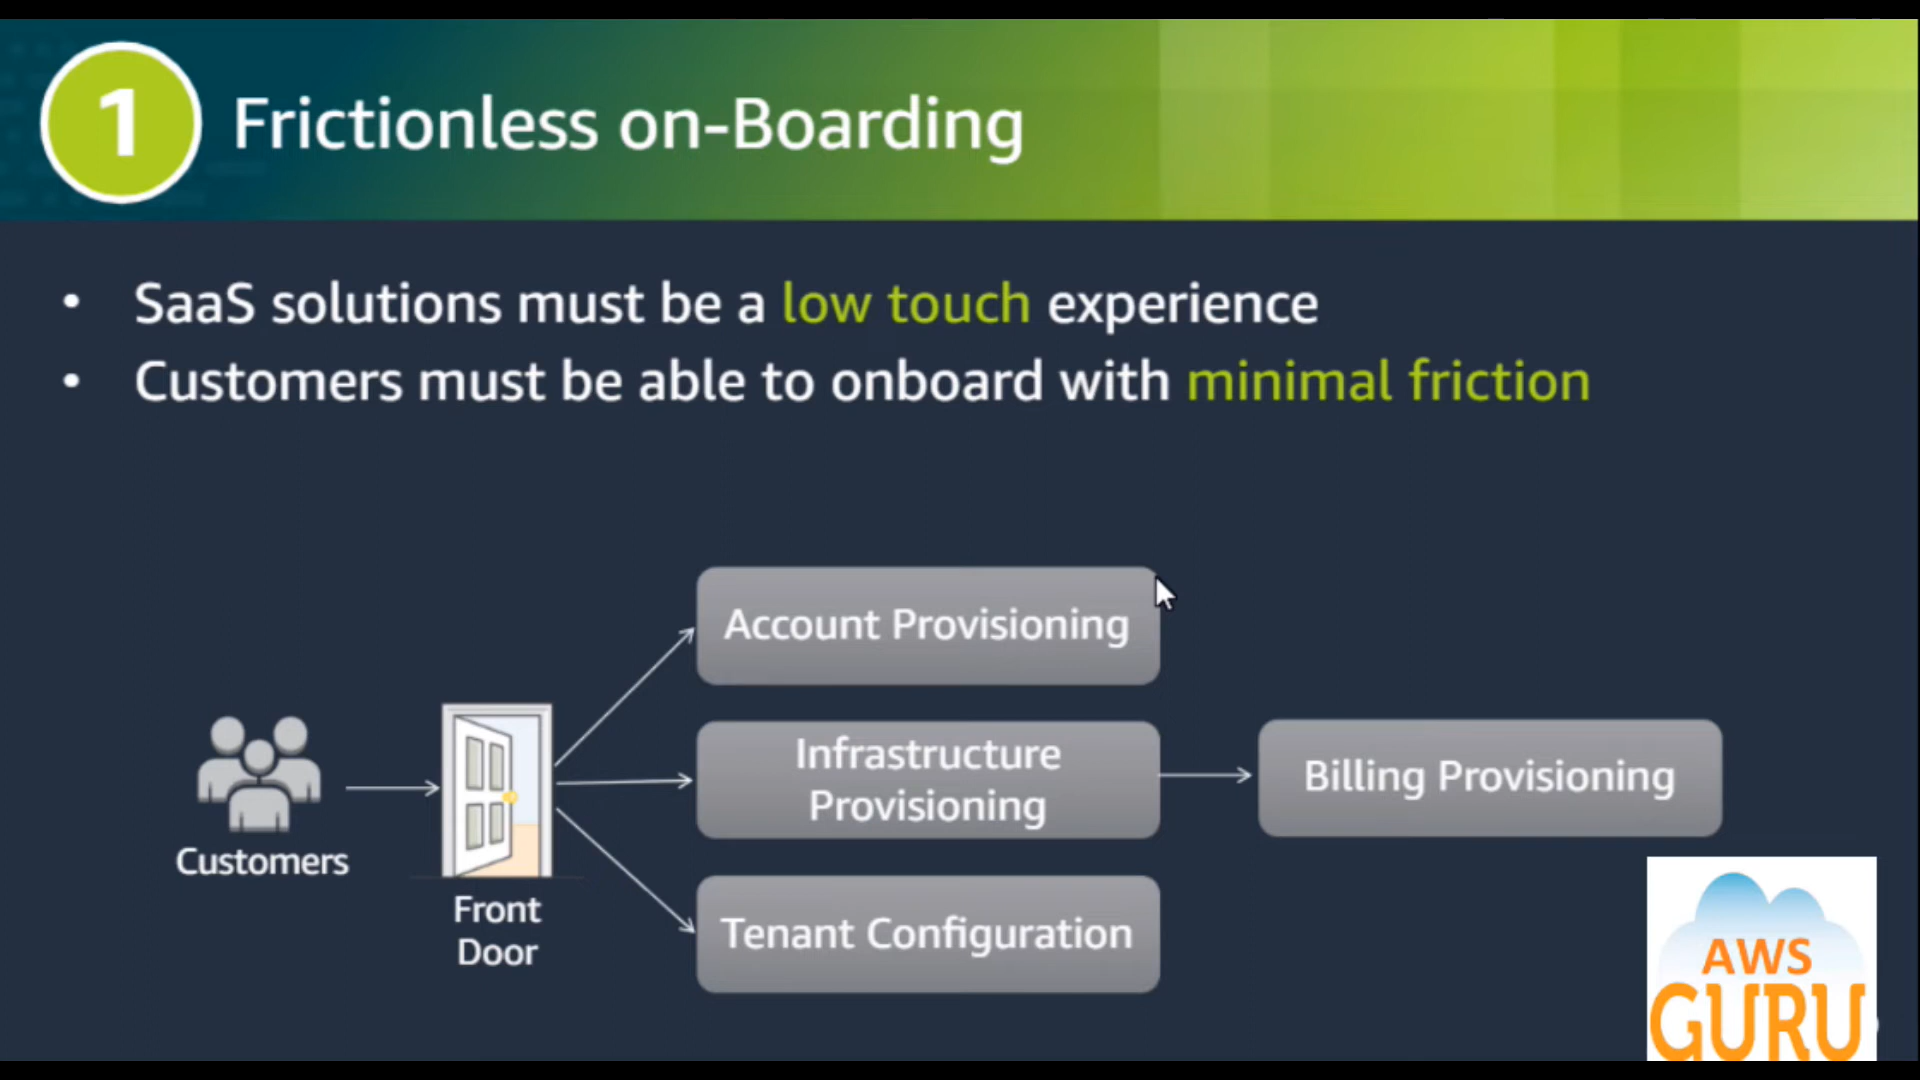 1
Frictionless on-Boarding
• SaaS solutions must be a low touch experience
• Customers must be able to onboard with minimal friction
Account Provisioning
Infrastructure
Provisioning
Billing Provisioning
Customers
Front
Door
Tenant Configuration
AWS
GURU